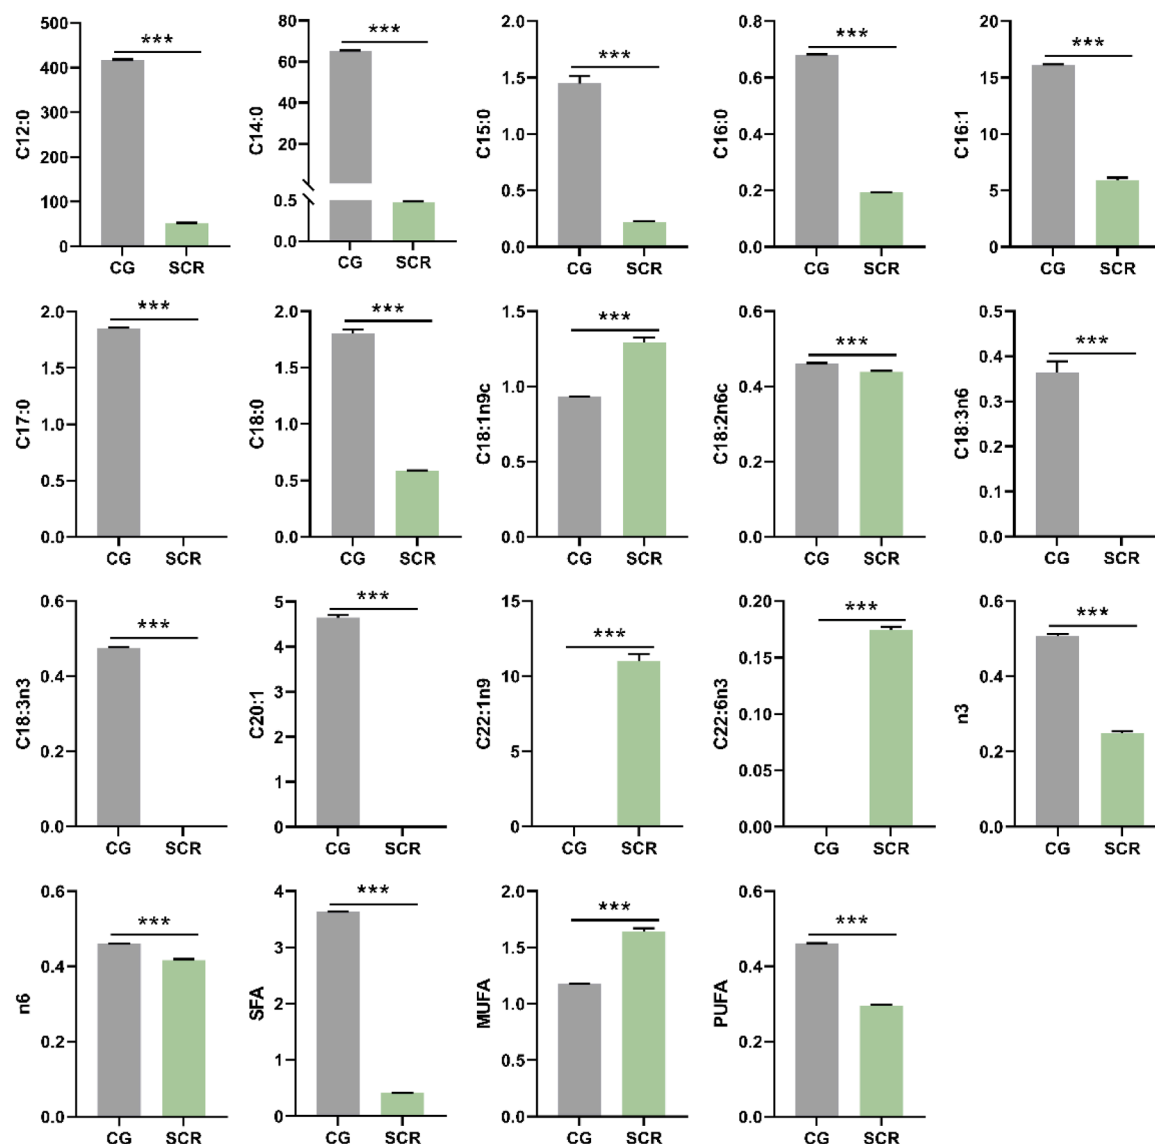 C12:0
500
400
300
200
100
0
***
CG SCR
C14:0
80
60
40
20
0.5
0.0
***
CG SCR
C15:0
2.0
1.5
1.0
0.5
0.0
***
CG SCR
C16:0
0.8
0.6
0.4
0.2
0.0
***
CG SCR
C16:1
20
15
10
5
0
***
CG SCR
C17:0
2.0
1.5
1.0
0.5
0.0
***
CG SCR
C18:0
2.0
1.5
1.0
0.5
0.0
***
CG SCR
C18:1n9c
1.5
1.0
0.5
0.0
***
CG SCR
C18:2n6c
0.6
0.4
0.2
0.0
***
CG SCR
C18:3n6
0.5
0.4
0.3
0.2
0.1
0.0
***
CG SCR
C18:3n3
0.6
0.4
0.2
0.0
***
CG SCR
C20:1
5
4
3
2
1
0
***
CG SCR
C22:1n9
15
10
5
0
***
CG SCR
C22:6n3
0.20
0.15
0.10
0.05
0.00
***
CG SCR
n3
0.6
0.4
0.2
0.0
***
CG SCR
n6
0.6
0.4
0.2
0.0
***
CG SCR
SFA
4
3
2
1
0
***
CG SCR
MUFA
2.0
1.5
1.0
0.5
0.0
***
CG SCR
PUFA
0.6
0.4
0.2
0.0
***
CG SCR